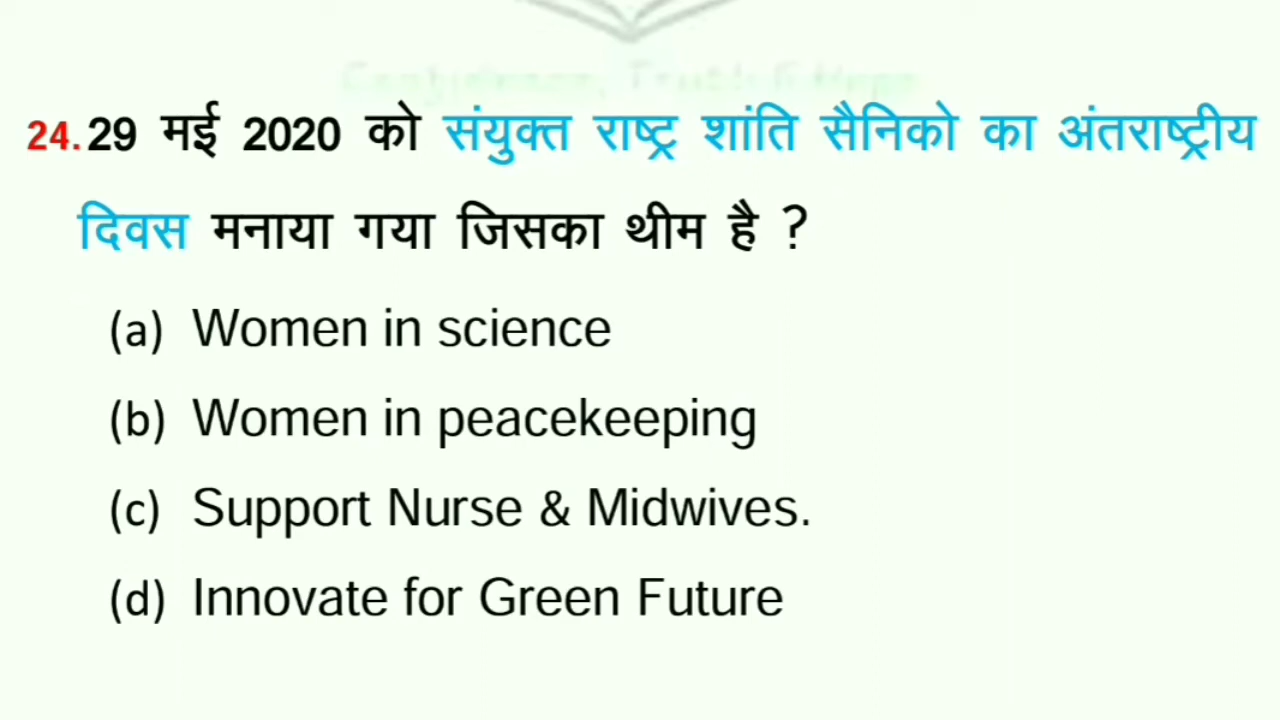 24. 29 मई 2020 को संयुक्त राष्ट्र शांति सैनिको का अंतराष्ट्रीय
दिवस मनाया गया जिसका थीम है ?
(a) Women in science
(b) Women in peacekeeping
(c) Support Nurse & Midwives.
(d) Innovate for Green Future